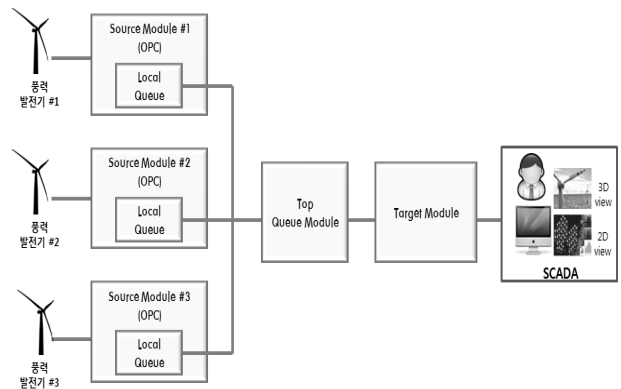 풍력
발전기 #1
Source Module #1
(OPC)
Local
Queue
풍력
발전기 #2
Source Module #2
(OPC)
Local
Queue
풍력
발전기 #3
Source Module #3
(OPC)
Local
Queue
Top
Queue Module
Target Module
3D
view
2D
view
SCADA